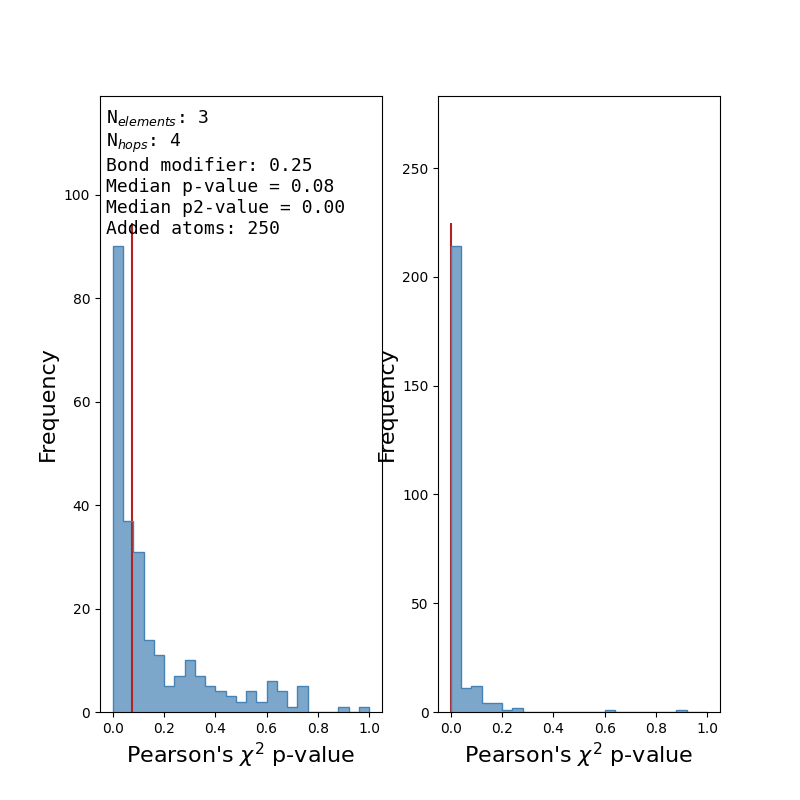 N_elements: 3
N_hops: 4
Bond modifier: 0.25
Median p-value = 0.08
Median p2-value = 0.00
Added atoms: 250
100
80
60
40
20
0
Frequency
0.0 0.2 0.4 0.6 0.8 1.0
Pearson's χ² p-value
250
200
150
100
50
0
Frequency
0.0 0.2 0.4 0.6 0.8 1.0
Pearson's χ² p-value